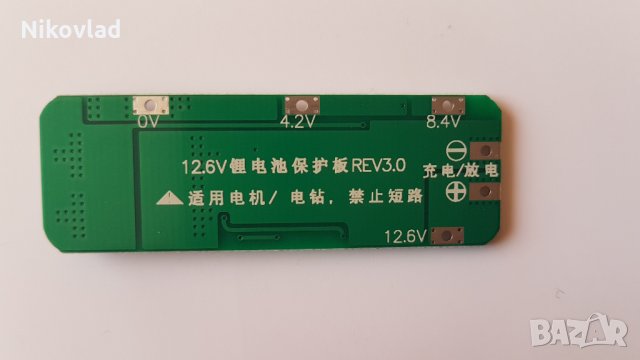 Nikovlad
0V
4.2V
8.4V
12.6V锂电池保护板REV3.0
充电/放电
适用电机/ 电钻，禁止短路
12.6V
BAZAR